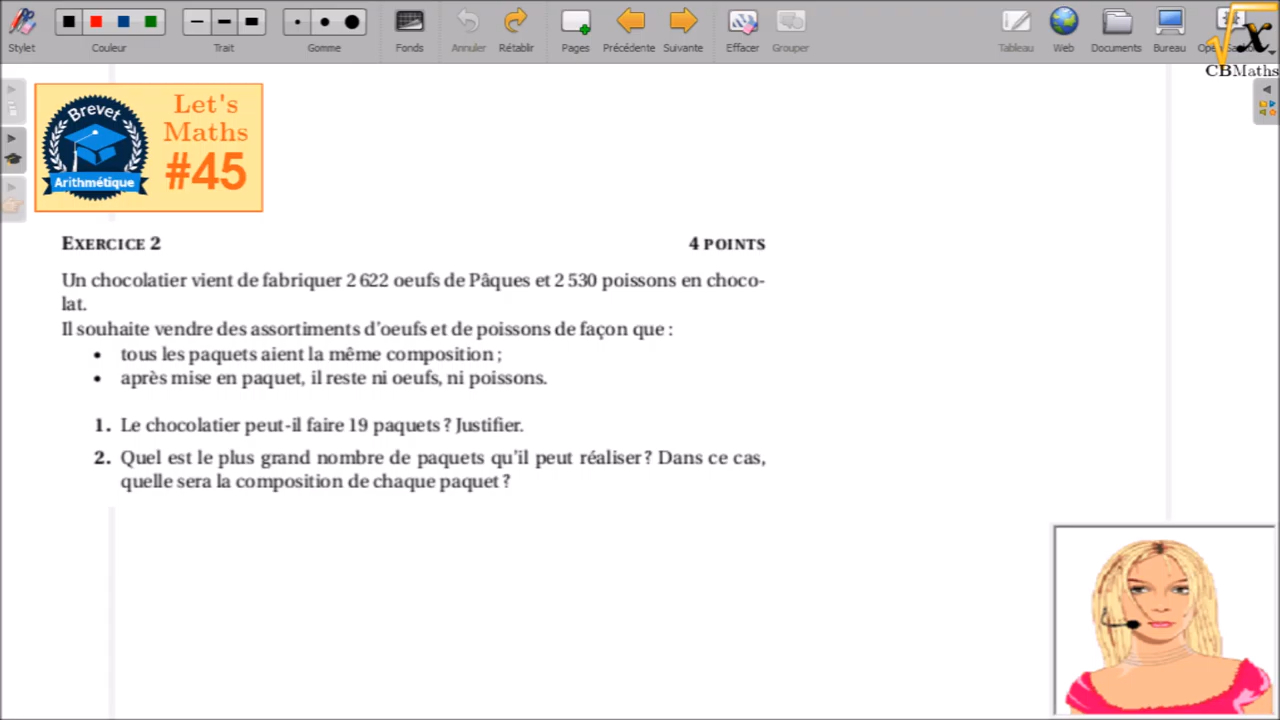 Stylet
Couleur
Trait
Gomme
Fonds
Annuler
Rétablir
Pages
Précédente
Suivante
Effacer
Grouper
Tableau
Web
Documents
Bureau
CBMaths
Brevet
Arithmétique
Let's
Maths
#45
EXERCICE 2 4 POINTS
Un chocolatier vient de fabriquer 2 622 oeufs de Pâques et 2 530 poissons en choco-
lat.
Il souhaite vendre des assortiments d'oeufs et de poissons de façon que :
• tous les paquets aient la même composition ;
• après mise en paquet, il reste ni oeufs, ni poissons.
1. Le chocolatier peut-il faire 19 paquets ? Justifier.
2. Quel est le plus grand nombre de paquets qu'il peut réaliser ? Dans ce cas,
quelle sera la composition de chaque paquet ?